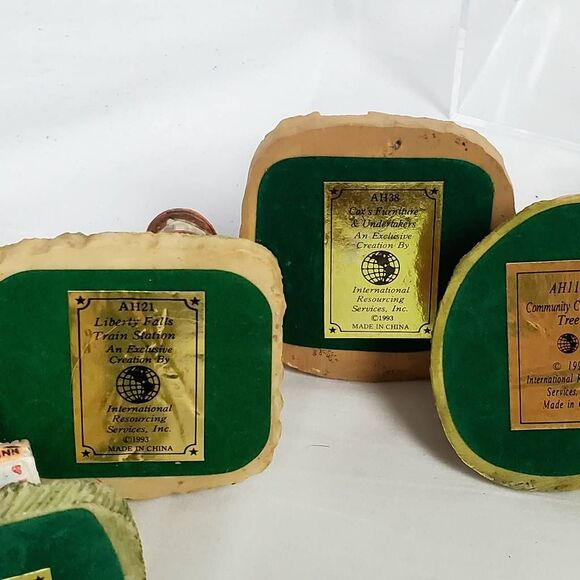 AH21
Liberty Falls
Train Station
An Exclusive
Creation By
International
Resourcing
Services, Inc.
©1993
MADE IN CHINA
AH38
Cox's Furniture
& Undertakers
An Exclusive
Creation By
International
Resourcing
Services, Inc.
©1993
MADE IN CHINA
AH11
Community C
Tree
© 199
International R
Services,
Made in